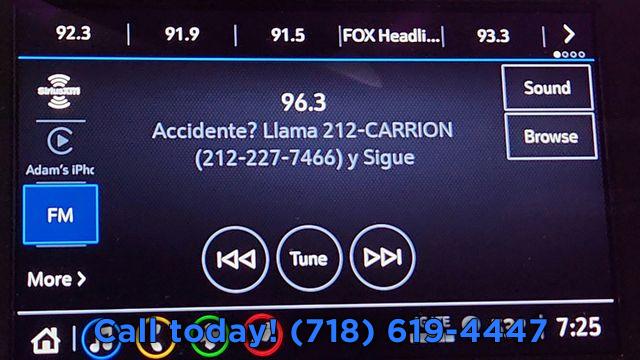 92.3 91.9 91.5 FOX Headli... 93.3
SiriusXM
96.3
Sound
Accidente? Llama 212-CARRION
(212-227-7466) y Sigue
Browse
Adam's iPho
FM
Tune
More
Call today! (718) 619-4447
7:25